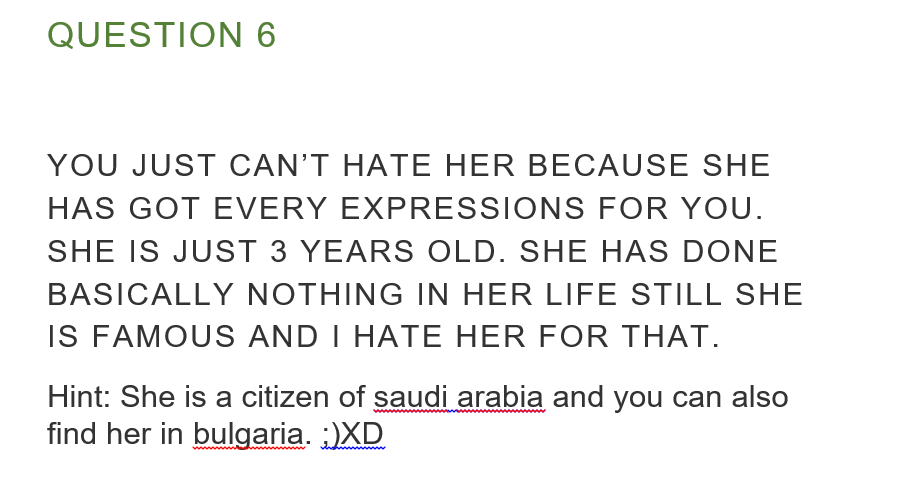 QUESTION 6
YOU JUST CAN’T HATE HER BECAUSE SHE
HAS GOT EVERY EXPRESSIONS FOR YOU.
SHE IS JUST 3 YEARS OLD. SHE HAS DONE
BASICALLY NOTHING IN HER LIFE STILL SHE
IS FAMOUS AND I HATE HER FOR THAT.
Hint: She is a citizen of saudi arabia and you can also
find her in bulgaria. ;)XD